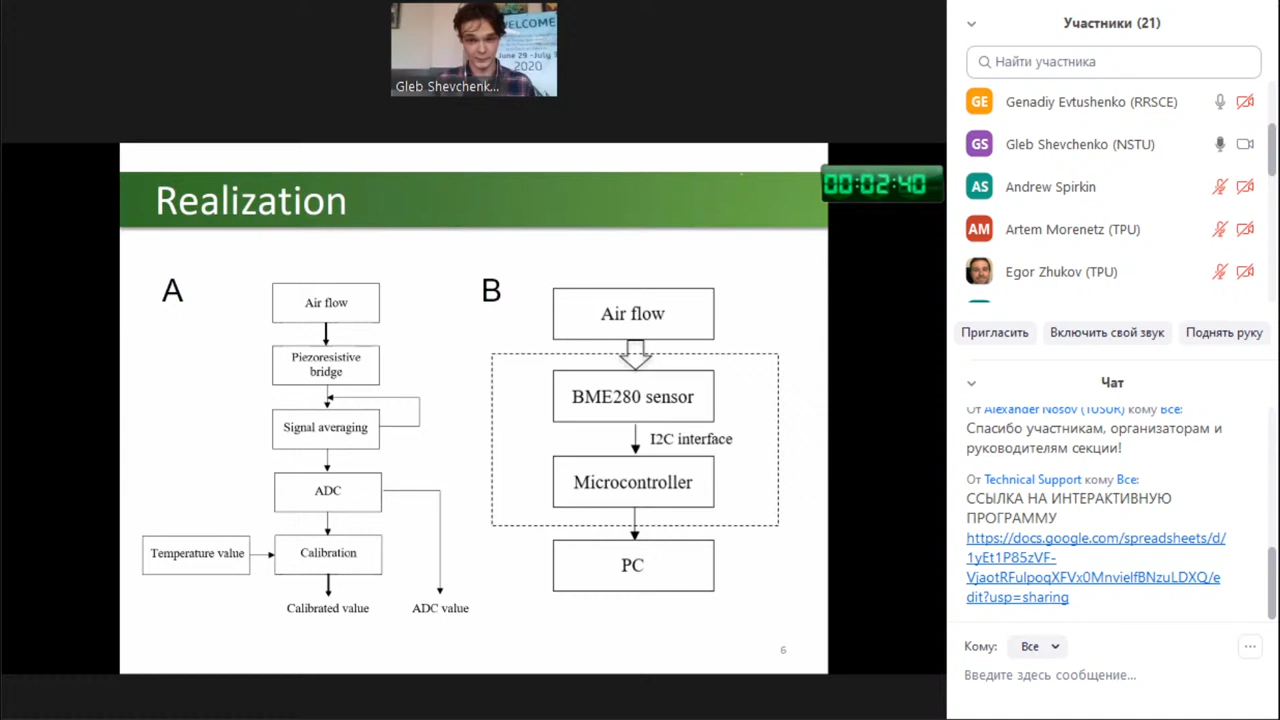 WELCOME
June 29 -July 3
2020
Gleb Shevchenk...
Realization
00:02:40
A
Air flow
Piezoresistive
bridge
Signal averaging
ADC
Temperature value
Calibration
Calibrated value
ADC value
B
Air flow
BME280 sensor
I2C interface
Microcontroller
PC
6
Участники (21)
Найти участника
GE
Genadiy Evtushenko (RRSCE)
GS
Gleb Shevchenko (NSTU)
AS
Andrew Spirkin
AM
Artem Morenetz (TPU)
Egor Zhukov (TPU)
Пригласить
Включить свой звук
Поднять руку
Чат
От Alexander Nosov (TUSUR) кому Все:
Спасибо участникам, организаторам и
руководителям секции!
От Technical Support кому Все:
ССЫЛКА НА ИНТЕРАКТИВНУЮ
ПРОГРАММУ
https://docs.google.com/spreadsheets/d/
1yEt1P85zVF-
VjaotRFulpoqXFVx0MnvielfBNzuLDXQ/e
dit?usp=sharing
Кому:
Все
Введите здесь сообщение...